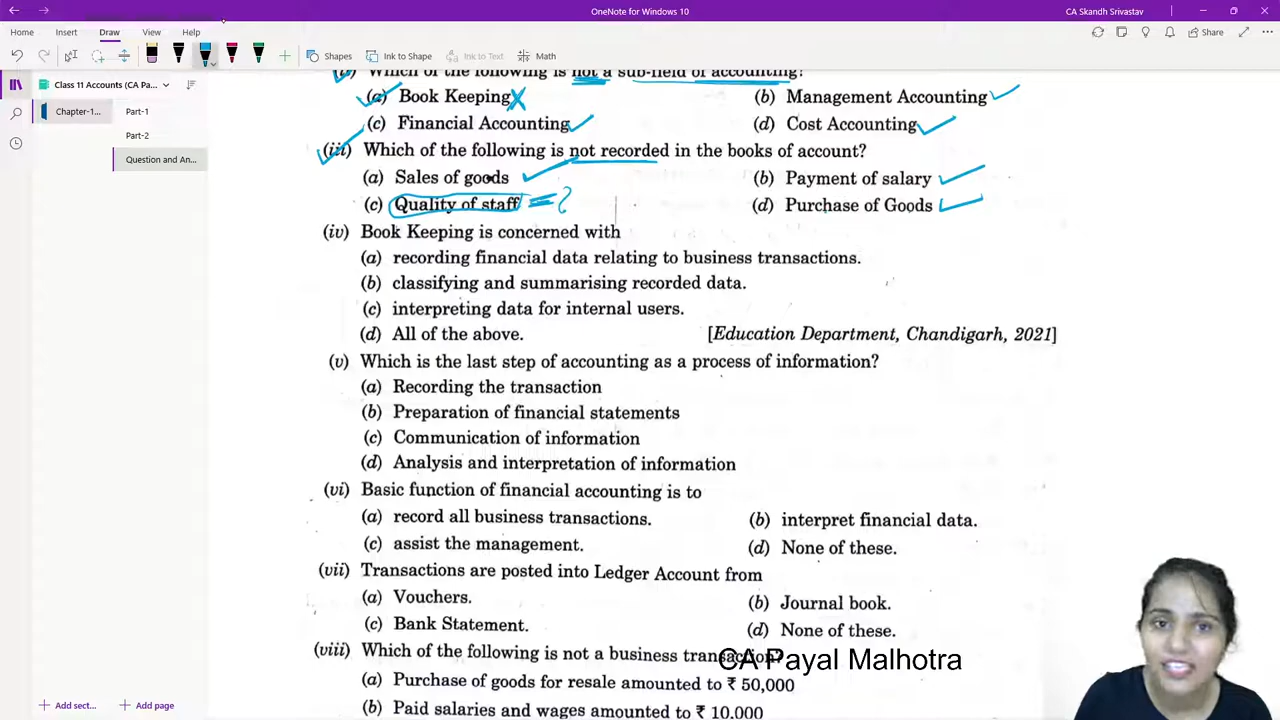 OneNote for Windows 10
CA Skandh Srivastav
Home Insert Draw View Help
Shapes Ink to Shape Ink to Text Math Share
Class 11 Accounts (CA Pa...
Chapter-1...
Part-1
Part-2
Question and An...
Which of the following is not a sub-field of accounting?
(a) Book Keeping X (b) Management Accounting
(c) Financial Accounting (d) Cost Accounting
(iii) Which of the following is not recorded in the books of account?
(a) Sales of goods (b) Payment of salary
(c) Quality of staff = ? (d) Purchase of Goods
(iv) Book Keeping is concerned with
(a) recording financial data relating to business transactions.
(b) classifying and summarising recorded data.
(c) interpreting data for internal users.
(d) All of the above. [Education Department, Chandigarh, 2021]
(v) Which is the last step of accounting as a process of information?
(a) Recording the transaction
(b) Preparation of financial statements
(c) Communication of information
(d) Analysis and interpretation of information
(vi) Basic function of financial accounting is to
(a) record all business transactions. (b) interpret financial data.
(c) assist the management. (d) None of these.
(vii) Transactions are posted into Ledger Account from
(a) Vouchers. (b) Journal book.
(c) Bank Statement. (d) None of these.
(viii) Which of the following is not a business transaction?
CA Payal Malhotra
(a) Purchase of goods for resale amounted to ₹ 50,000
(b) Paid salaries and wages amounted to ₹ 10,000
+ Add sect... + Add page